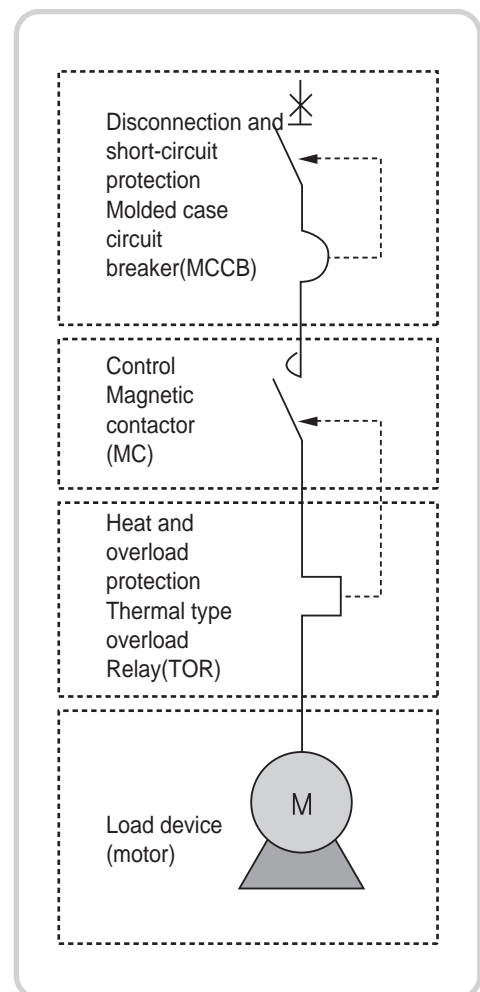 Disconnection and
short-circuit
protection
Molded case
circuit
breaker(MCCB)
Control
Magnetic
contactor
(MC)
Heat and
overload
protection
Thermal type
overload
Relay(TOR)
M
Load device
(motor)